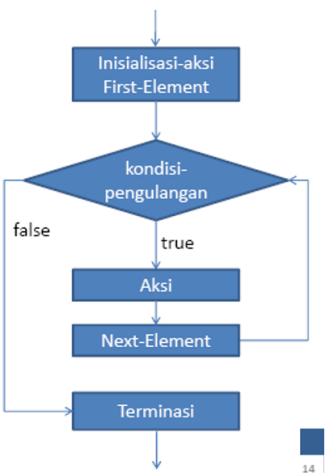 Inisialisasi-aksi
First-Element
kondisi-
pengulangan
false
true
Aksi
Next-Element
Terminasi
14